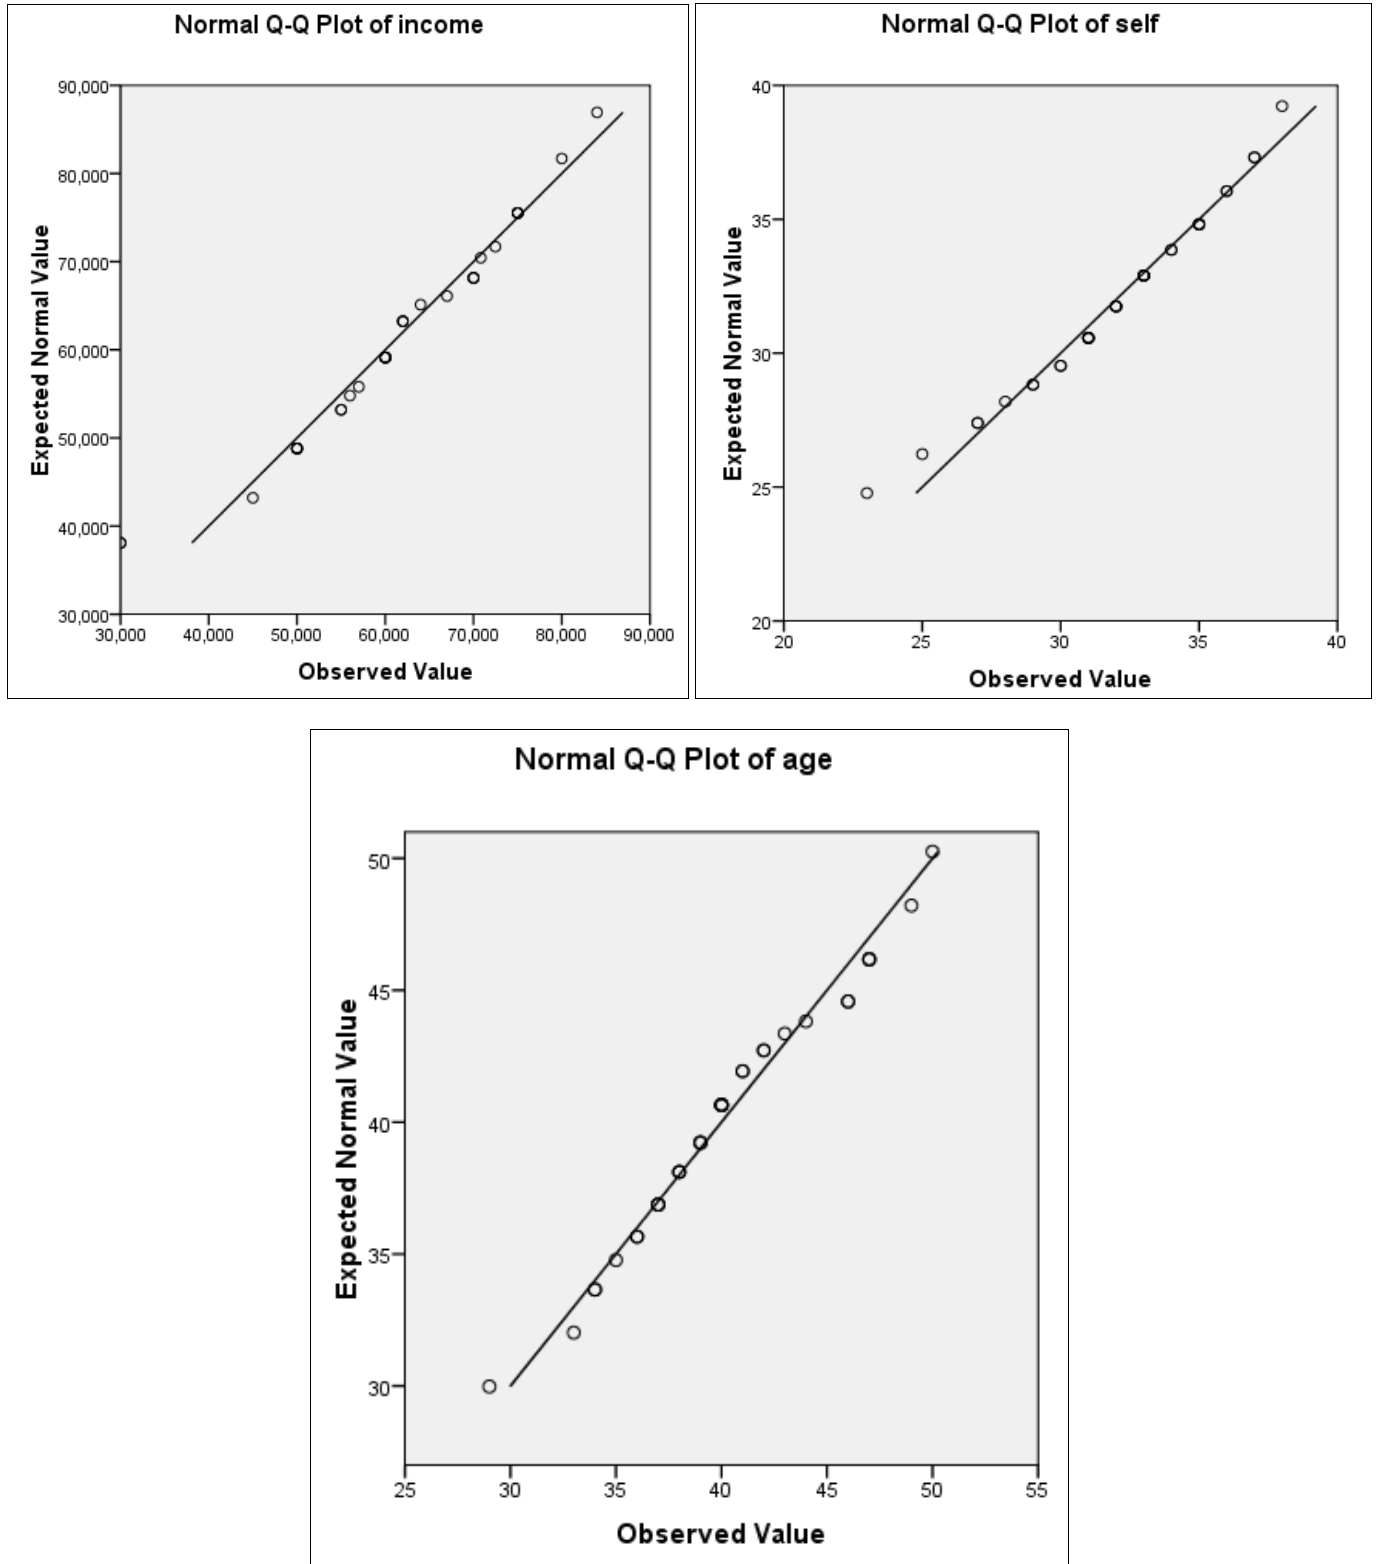 Normal Q-Q Plot of income
90,000
80,000
70,000
60,000
50,000
40,000
30,000
Expected Normal Value
30,000 40,000 50,000 60,000 70,000 80,000 90,000
Observed Value
Normal Q-Q Plot of self
40
35
30
25
20
Expected Normal Value
20 25 30 35 40
Observed Value
Normal Q-Q Plot of age
50
45
40
35
30
Expected Normal Value
25 30 35 40 45 50 55
Observed Value